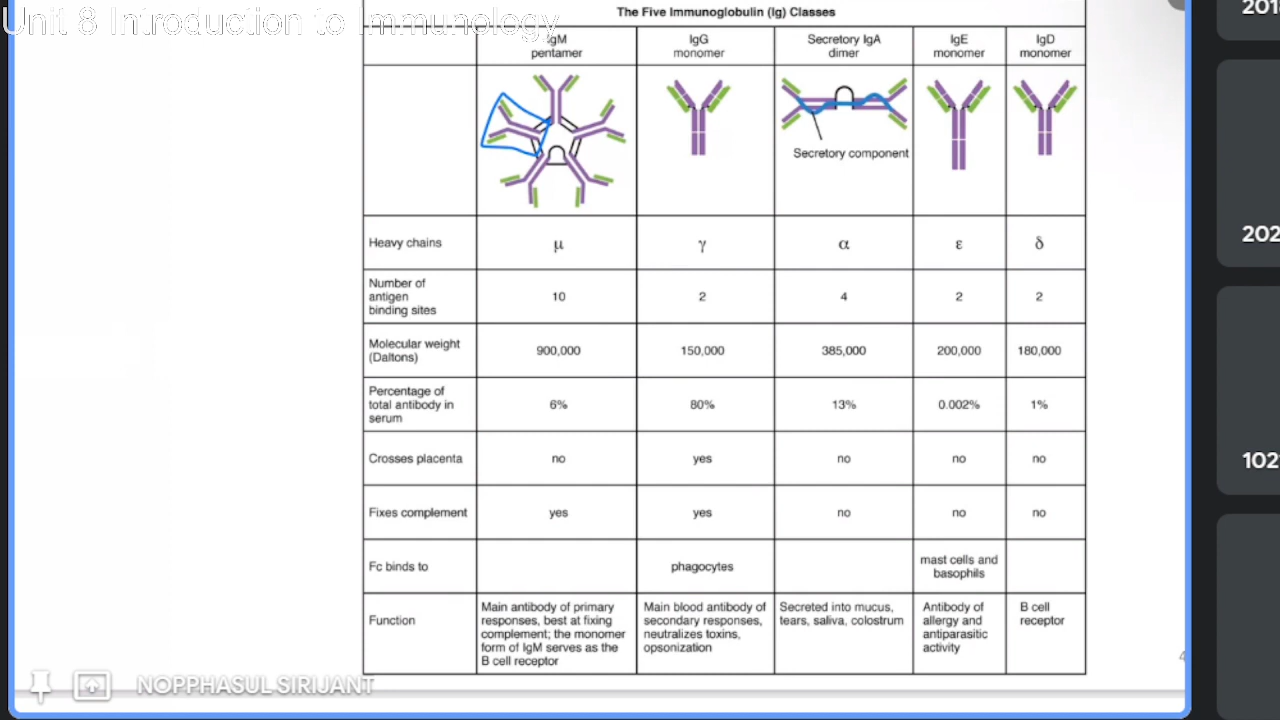 Unit 8 Introduction to Immunology
The Five Immunoglobulin (Ig) Classes
IgM
pentamer
IgG
monomer
Secretory IgA
dimer
IgE
monomer
IgD
monomer
Secretory component
Heavy chains
μ
γ
α
ε
δ
Number of
antigen
binding sites
10
2
4
2
2
Molecular weight
(Daltons)
900,000
150,000
385,000
200,000
180,000
Percentage of
total antibody in
serum
6%
80%
13%
0.002%
1%
Crosses placenta
no
yes
no
no
no
Fixes complement
yes
yes
no
no
no
Fc binds to
phagocytes
mast cells and
basophils
Function
Main antibody of primary
responses, best at fixing
complement; the monomer
form of IgM serves as the
B cell receptor
Main blood antibody of
secondary responses,
neutralizes toxins,
opsonization
Secreted into mucus,
tears, saliva, colostrum
Antibody of
allergy and
antiparasitic
activity
B cell
receptor
4
NOPPHASUL SIRIJANT
201
202
102